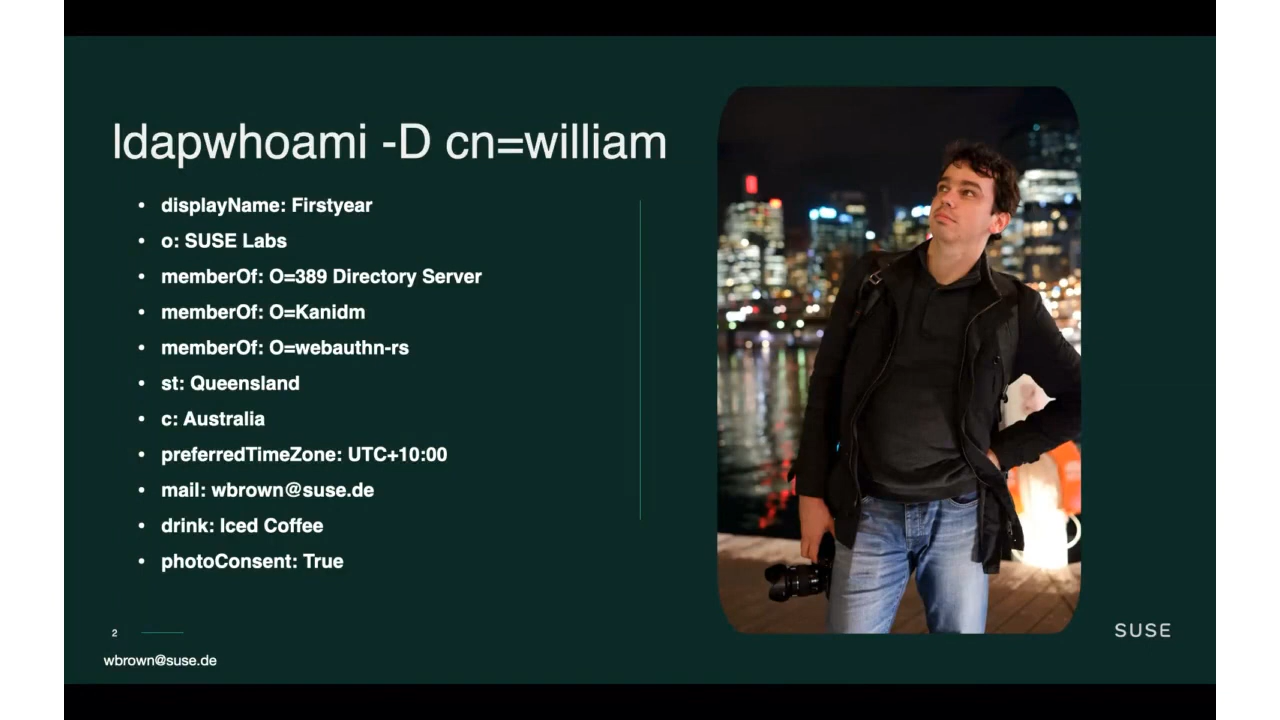 ldapwhoami -D cn=william
• displayName: Firstyear
• o: SUSE Labs
• memberOf: O=389 Directory Server
• memberOf: O=Kanidm
• memberOf: O=webauthn-rs
• st: Queensland
• c: Australia
• preferredTimeZone: UTC+10:00
• mail: wbrown@suse.de
• drink: Iced Coffee
• photoConsent: True
2
wbrown@suse.de
SUSE